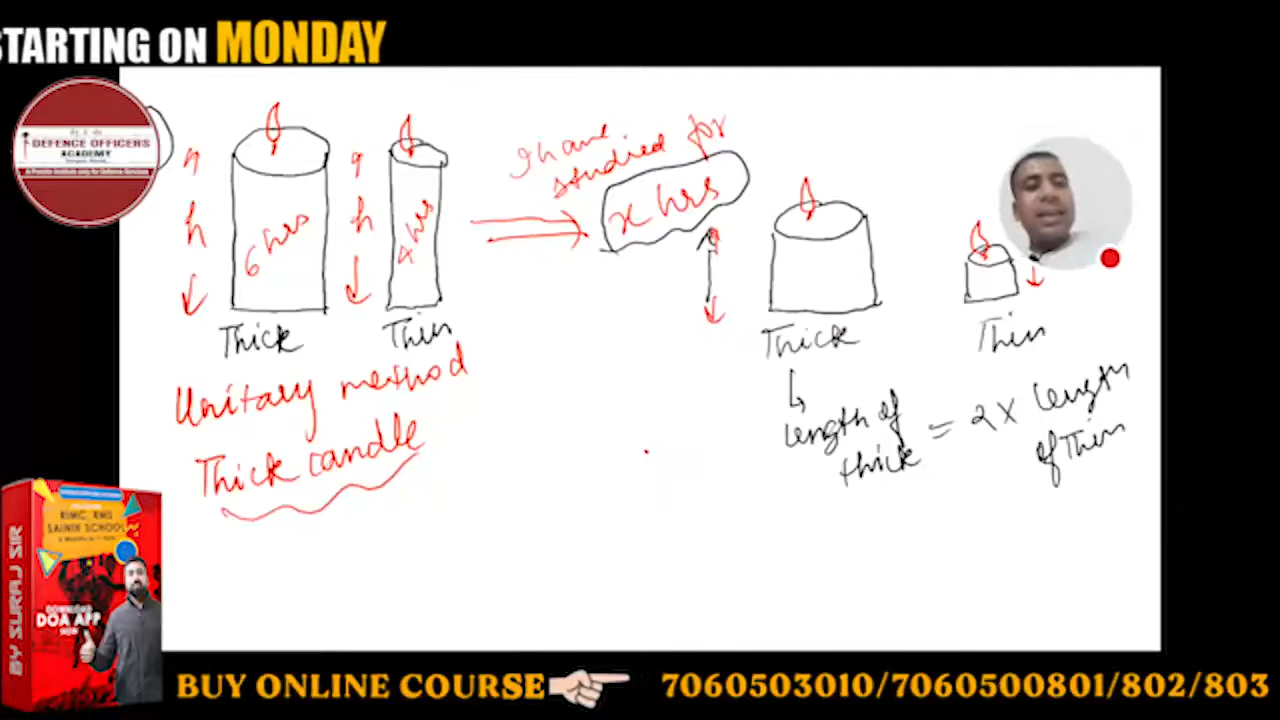 STARTING ON MONDAY
DEFENCE OFFICERS
ACADEMY
h
6 hrs
h
4 hrs
I have
studied for
x hrs
Thick
Thin
Thick
Thin
Unitary method
Thick candle
length of
thick
= 2 x length
of Thin
BY SURAJ SIR
RIMC, RMS
SAINIK SCHOOL
DOWNLOAD
DOA APP
NOW
BUY ONLINE COURSE
7060503010/7060500801/802/803